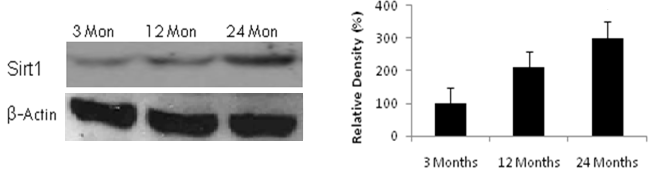 3 Mon 12 Mon 24 Mon
Sirt1
β-Actin
Relative Density (%)
400
300
200
100
0
3 Months 12 Months 24 Months